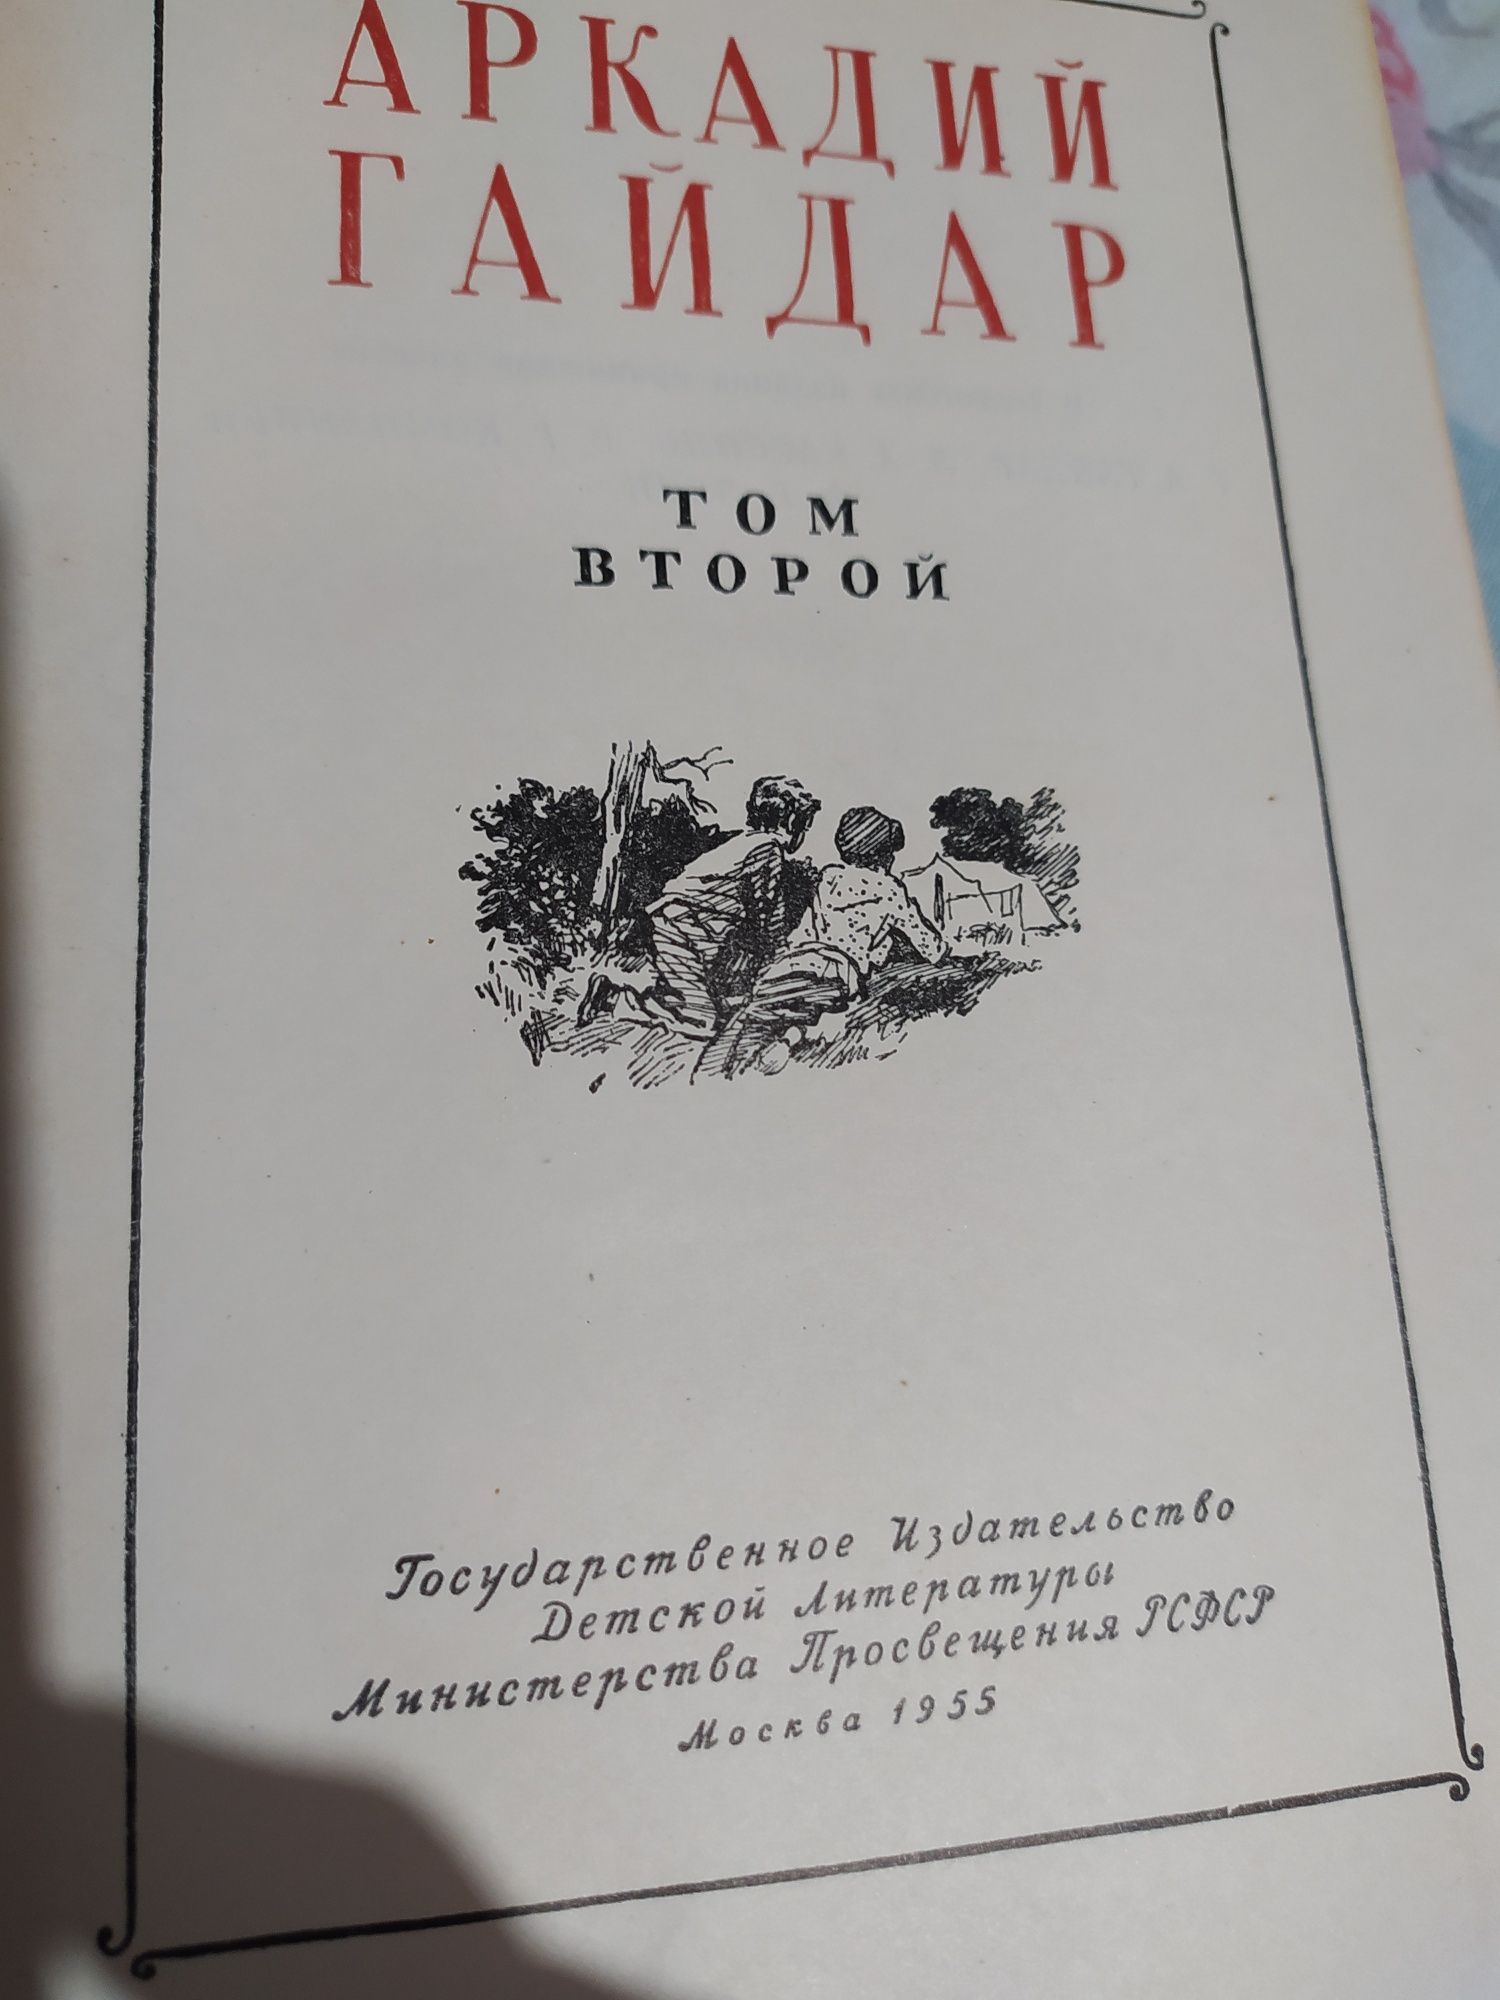 АРКАДИЙ
ГАЙДАР
ТОМ
ВТОРОЙ
Государственное Издательство
Детской Литературы
Министерства Просвещения РСФСР
Москва 1955